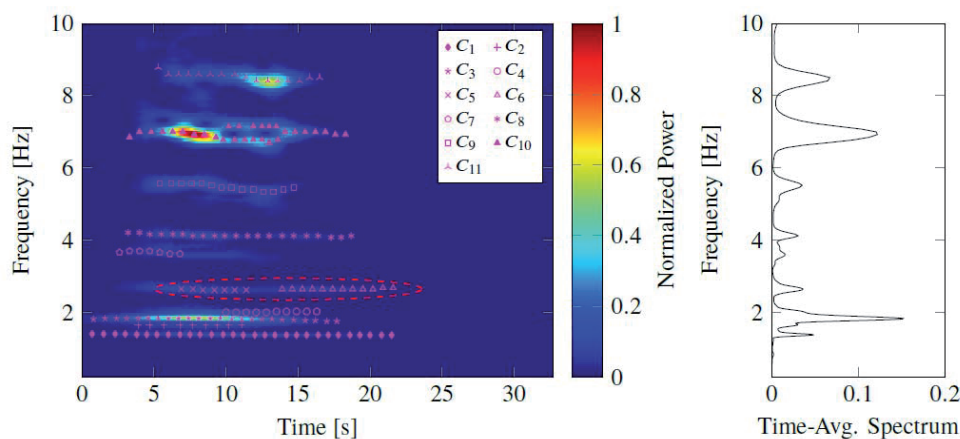 10
8
6
4
2
0
5
10
15
20
25
30
Frequency [Hz]
Time [s]
C1 C2
C3 C4
C5 C6
C7 C8
C9 C10
C11
1
0.8
0.6
0.4
0.2
0
Normalized Power
10
8
6
4
2
0
0.1
0.2
Frequency [Hz]
Time-Avg. Spectrum